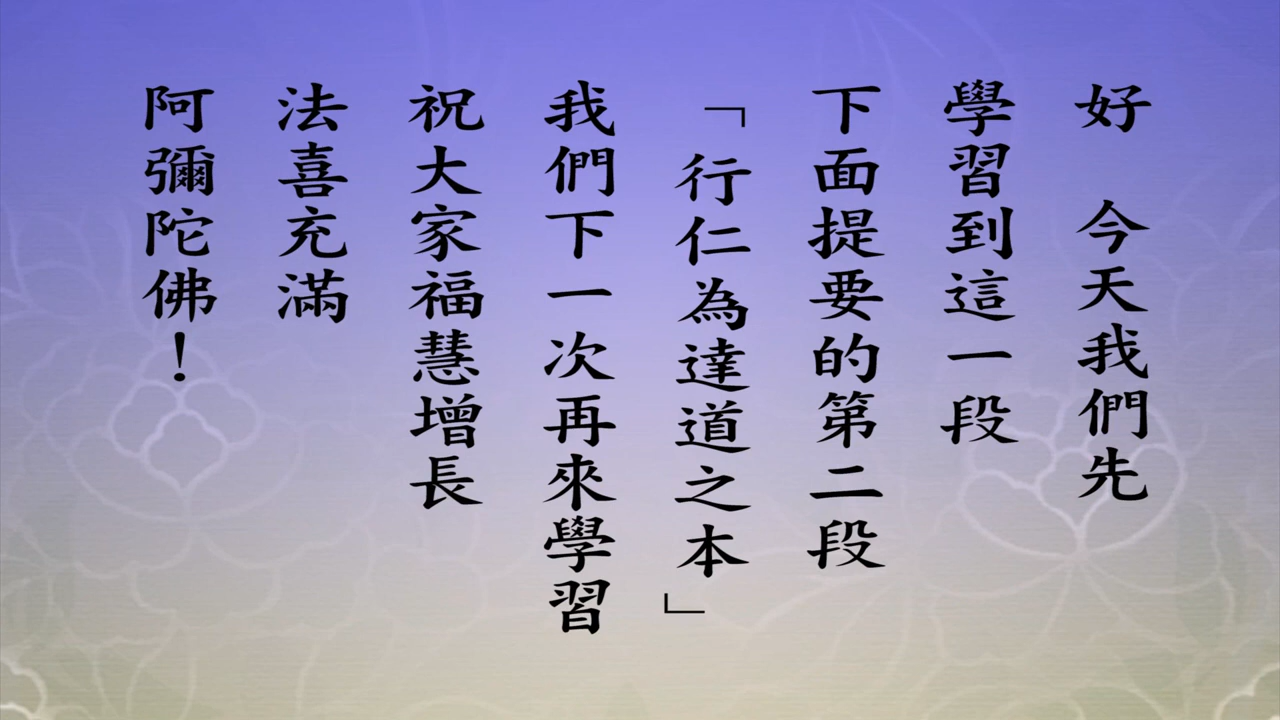 好　今天我們先
學習到這一段
下面提要的第二段
「行仁為達道之本」
我們下一次再來學習
祝大家福慧增長
法喜充滿
阿彌陀佛！